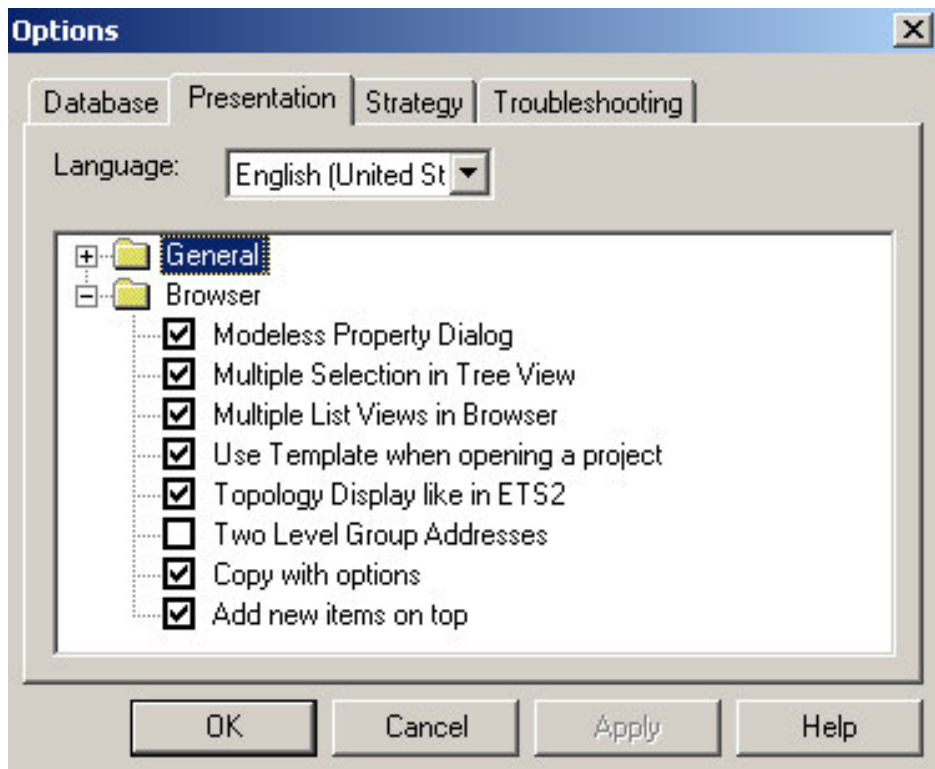 Options
Database Presentation Strategy Troubleshooting
Language: English (United St
General
Browser
Modeless Property Dialog
Multiple Selection in Tree View
Multiple List Views in Browser
Use Template when opening a project
Topology Display like in ETS2
Two Level Group Addresses
Copy with options
Add new items on top
OK Cancel Apply Help